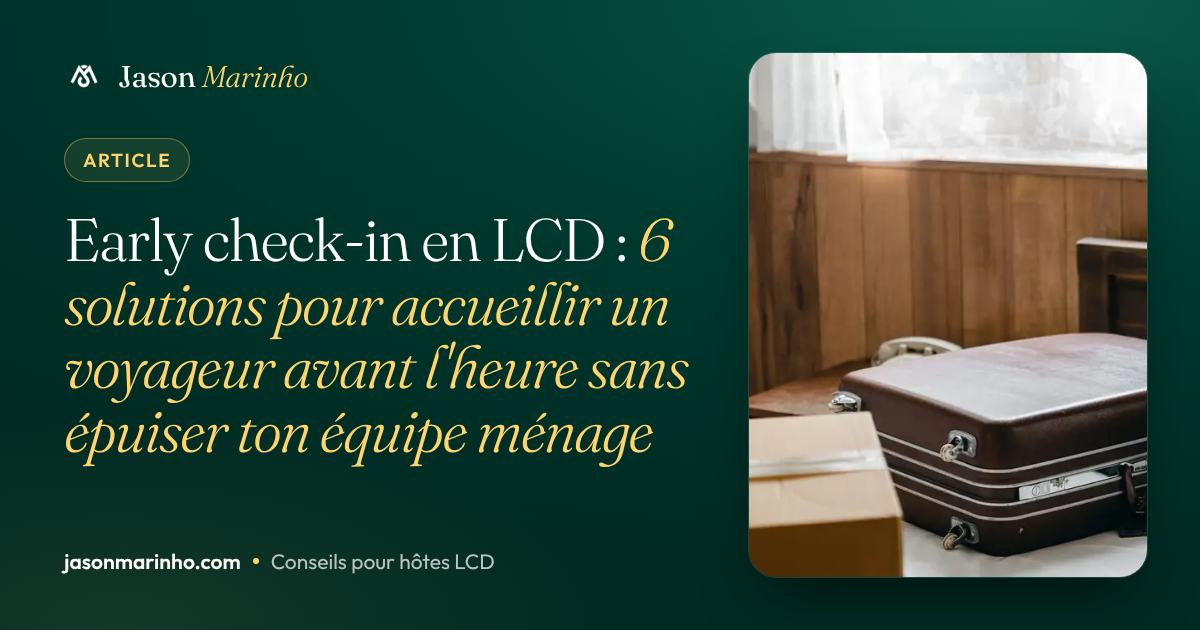 Jason Marinho
ARTICLE
Early check-in en LCD : 6
solutions pour accueillir un
voyageur avant l'heure sans
épuiser ton équipe ménage
jasonmarinho.com • Conseils pour hôtes LCD